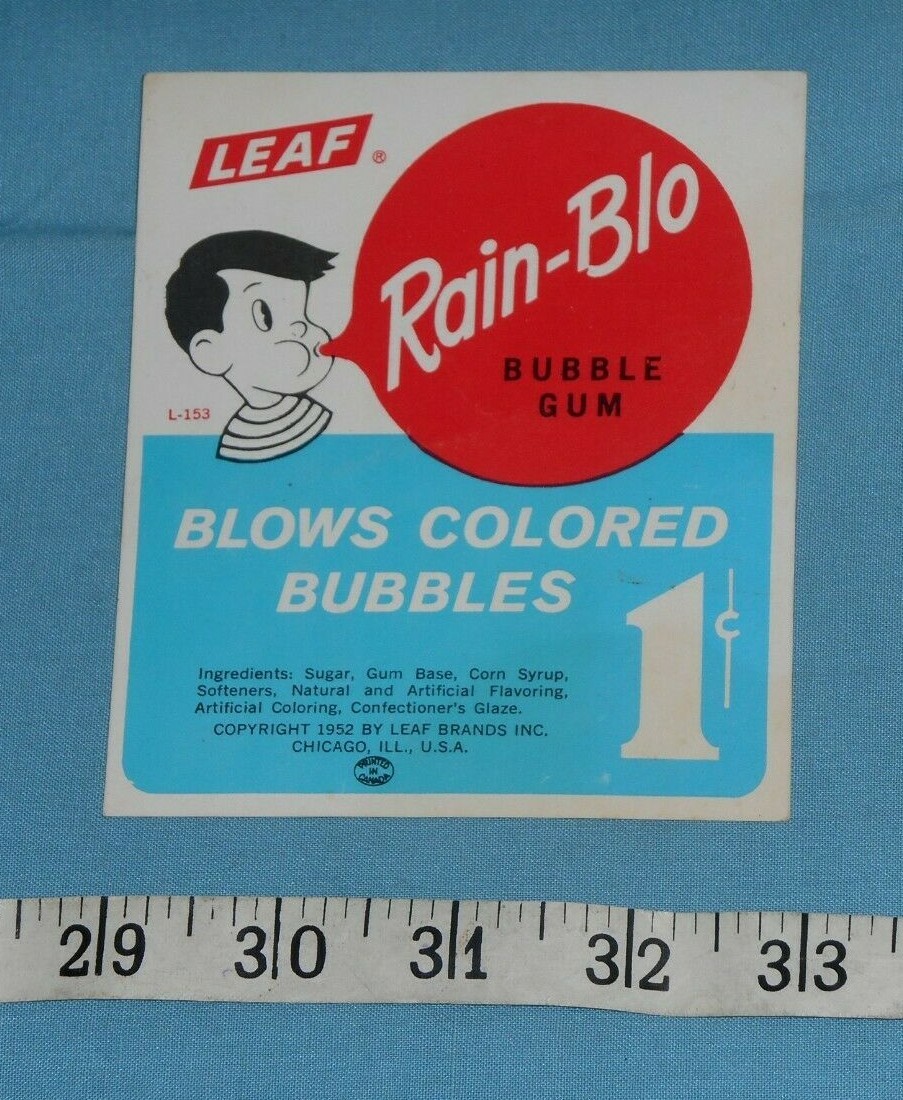 LEAF ®
Rain-Blo
BUBBLE
GUM
L-153
BLOWS COLORED
BUBBLES
1¢
Ingredients: Sugar, Gum Base, Corn Syrup,
Softeners, Natural and Artificial Flavoring,
Artificial Coloring, Confectioner's Glaze.
COPYRIGHT 1952 BY LEAF BRANDS INC.
CHICAGO, ILL., U.S.A.
PRINTED
IN
CANADA
29 30 31 32 33